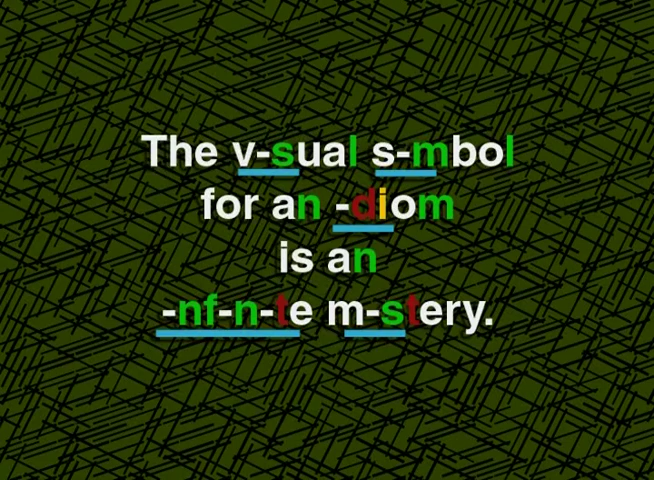 The v-sual s-mbol
for an -diom
is an
-nf-n-te m-stery.